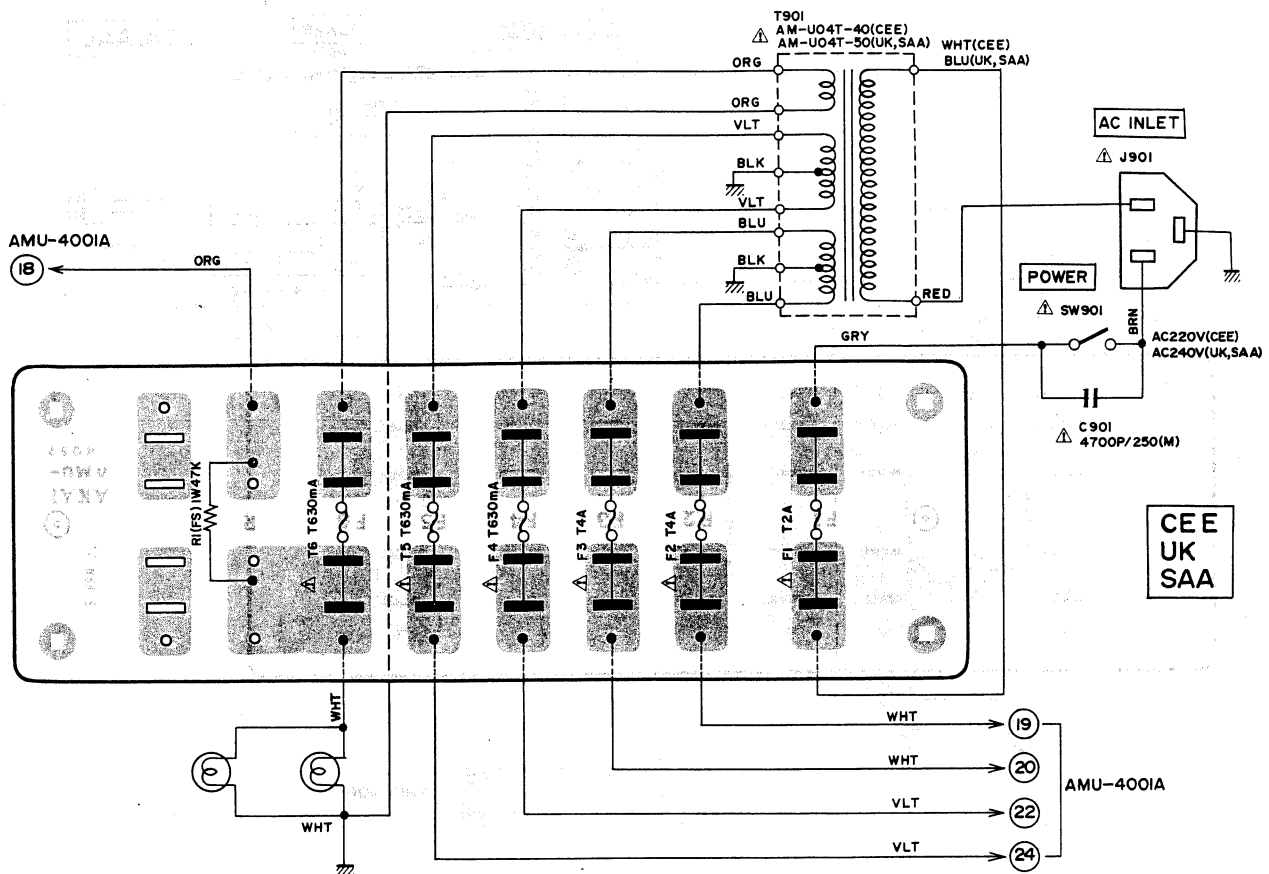 T901
AM-U04T-40(CEE)
AM-U04T-50(UK,SAA)
WHT(CEE)
BLU(UK,SAA)
ORG
ORG
VLT
BLK
VLT
BLU
BLK
BLU
RED
AC INLET
J901
AMU-4001A
18
ORG
POWER
SW901
BRN
AC220V(CEE)
AC240V(UK,SAA)
GRY
C901
4700P/250(M)
R1(FS) 1W47K
T6 T630mA
T5 T630mA
F4 T630mA
F3 T4A
F2 T4A
F1 T2A
CEE
UK
SAA
WHT
WHT
WHT
19
WHT
20
AMU-4001A
VLT
22
VLT
24